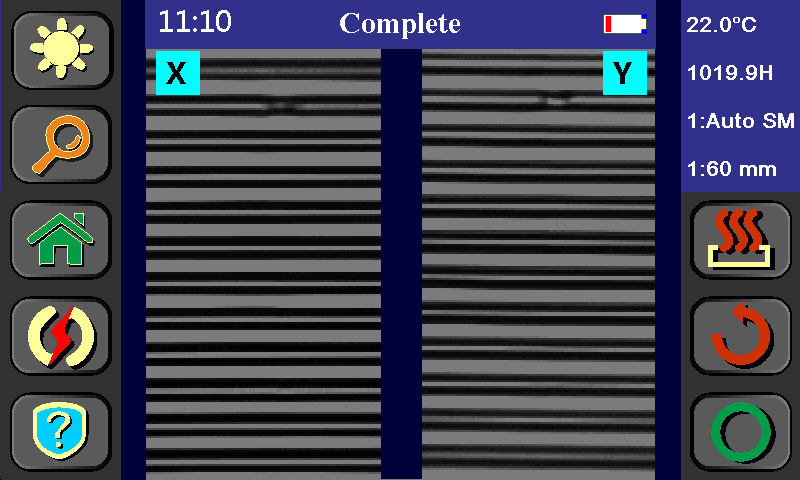 11:10
Complete
22.0°C
1019.9H
1:Auto SM
1:60 mm
X
Y
?